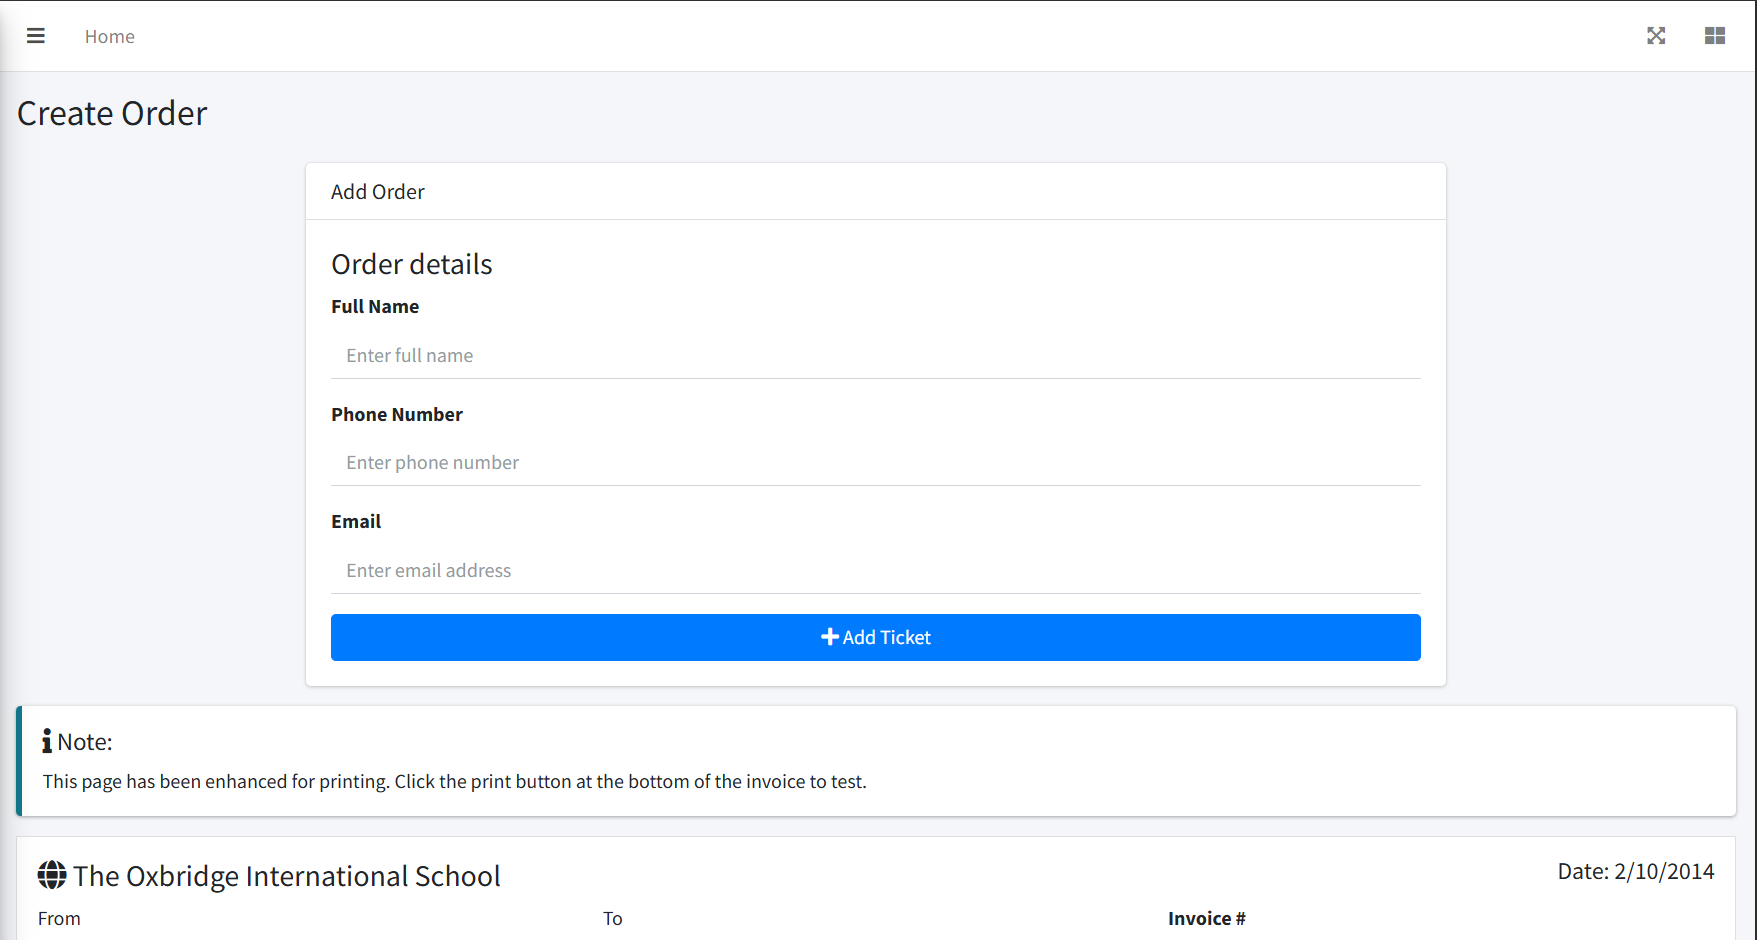 Home
Create Order
Add Order
Order details
Full Name
Enter full name
Phone Number
Enter phone number
Email
Enter email address
Add Ticket
Note:
This page has been enhanced for printing. Click the print button at the bottom of the invoice to test.
The Oxbridge International School
Date: 2/10/2014
From
To
Invoice #